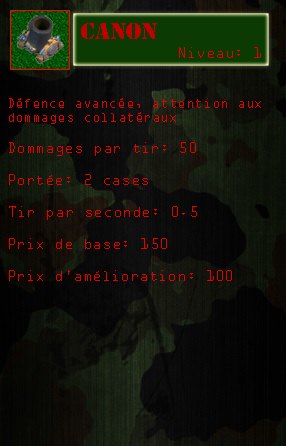 CANON
Niveau: 1
Défence avancée, attention aux
dommages collatéraux
Dommages par tir: 50
Portée: 2 cases
Tir par seconde: 0.5
Prix de base: 150
Prix d'amélioration: 100